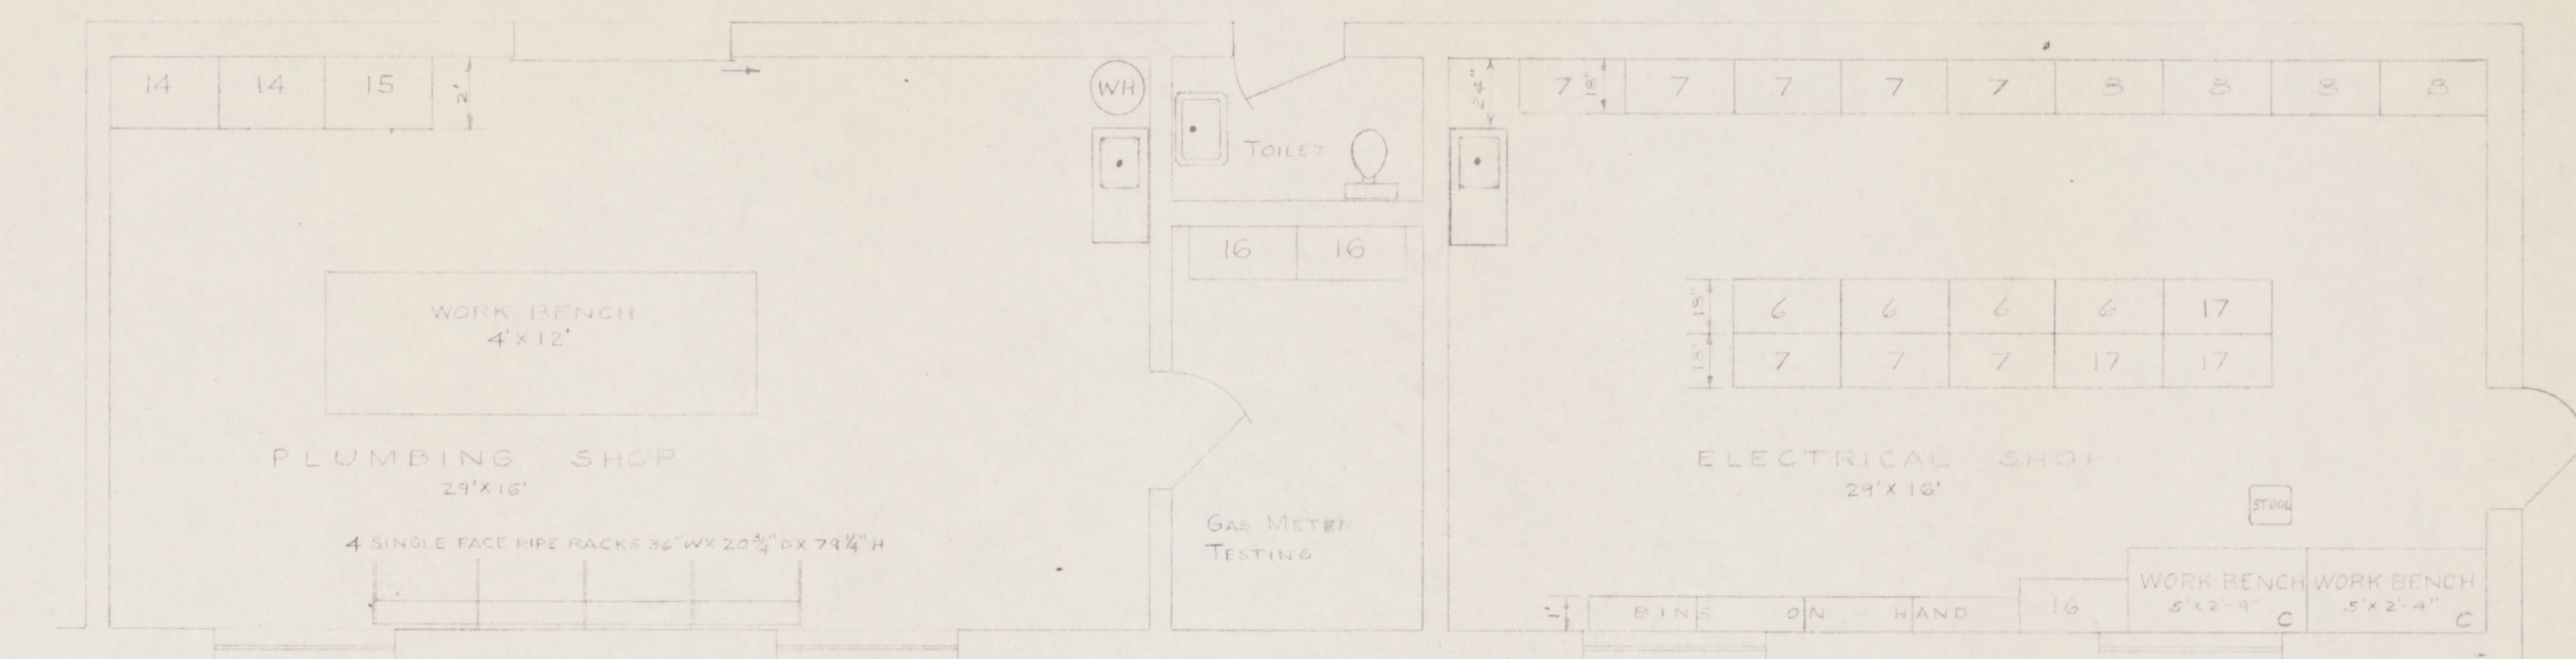 14 14 15 2'
WH
TOILET
24" 7 18" 7 7 7 7 8 8 8 8
16 16
WORK BENCH
4'X12'
18" 6 6 6 6 17
18" 7 7 7 17 17
PLUMBING SHOP
29'X16'
ELECTRICAL SHOP
29'X16'
STOOL
GAS METER
TESTING
4 SINGLE FACE PIPE RACKS 36"WX 20¾"DX 79¼"H
1' BINS ON HAND
16
WORK BENCH
C
WORK BENCH
5'X2'-4"
C